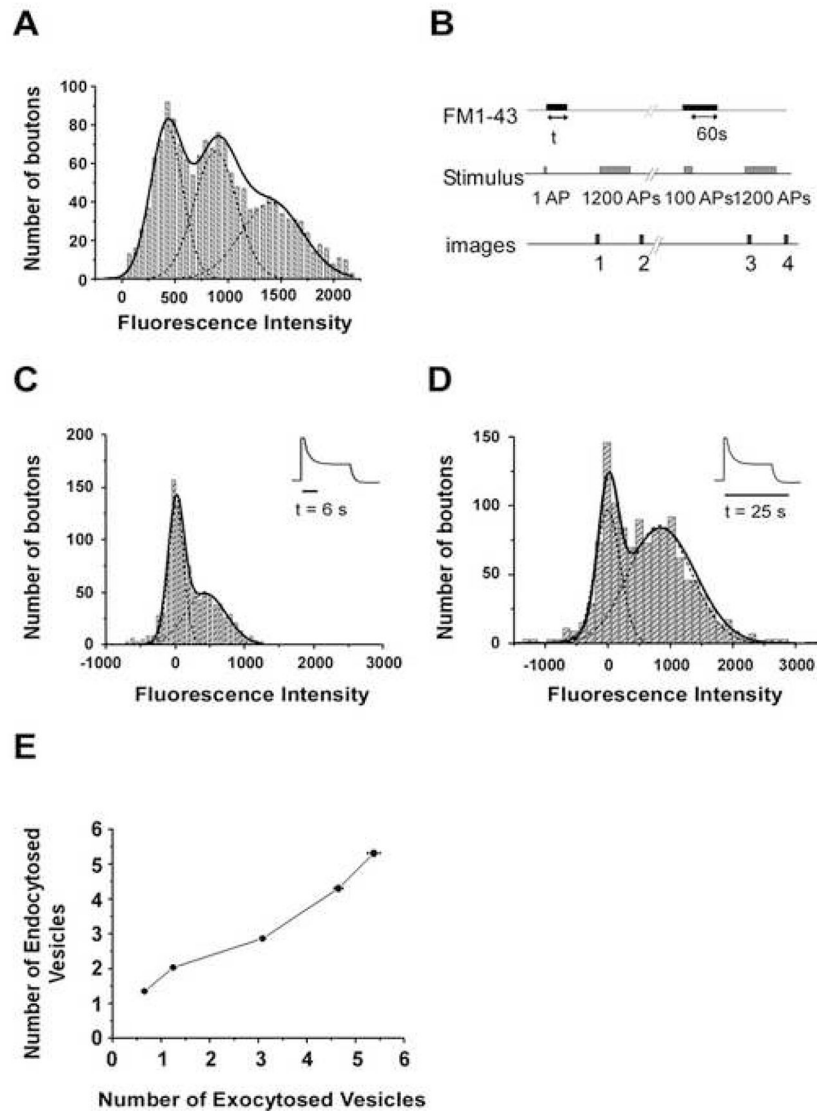 A
Number of boutons
100
80
60
40
20
0
0 500 1000 1500 2000
Fluorescence Intensity
B
FM1-43
t
60s
Stimulus
1 AP 1200 APs 100 APs 1200 APs
images
1 2 3 4
C
Number of boutons
200
150
100
50
0
-1000 0 1000 2000 3000
t = 6 s
Fluorescence Intensity
D
Number of boutons
150
100
50
0
-1000 0 1000 2000 3000
t = 25 s
Fluorescence Intensity
E
Number of Endocytosed
Vesicles
6
5
4
3
2
1
0
0 1 2 3 4 5 6
Number of Exocytosed Vesicles